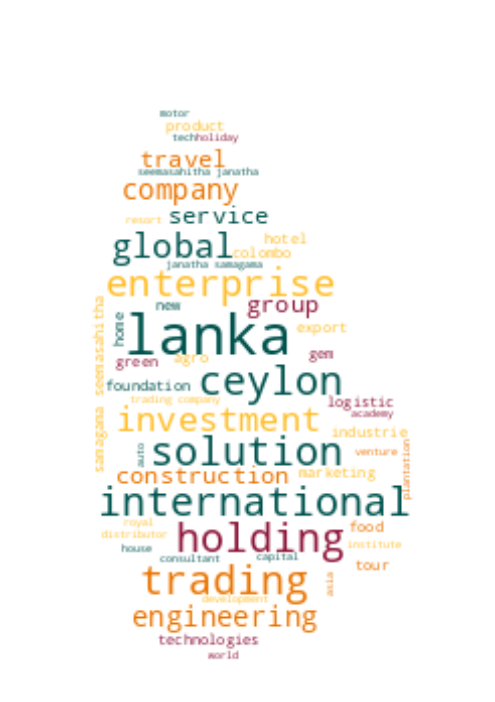 motor
product
techholiday
travel
seemasahitha janatha
company
resort service
global hotel
colombo
janatha samagama
enterprise
seemasahitha
new group
home lanka export
green agro gem
foundation ceylon
trading company logistic
academy
samagama investment
industrie
auto solution venture
plantation
construction marketing
international
royal food
distributor holding
house institute
consultant capital
tour
trading asia
development
engineering
technologies
world